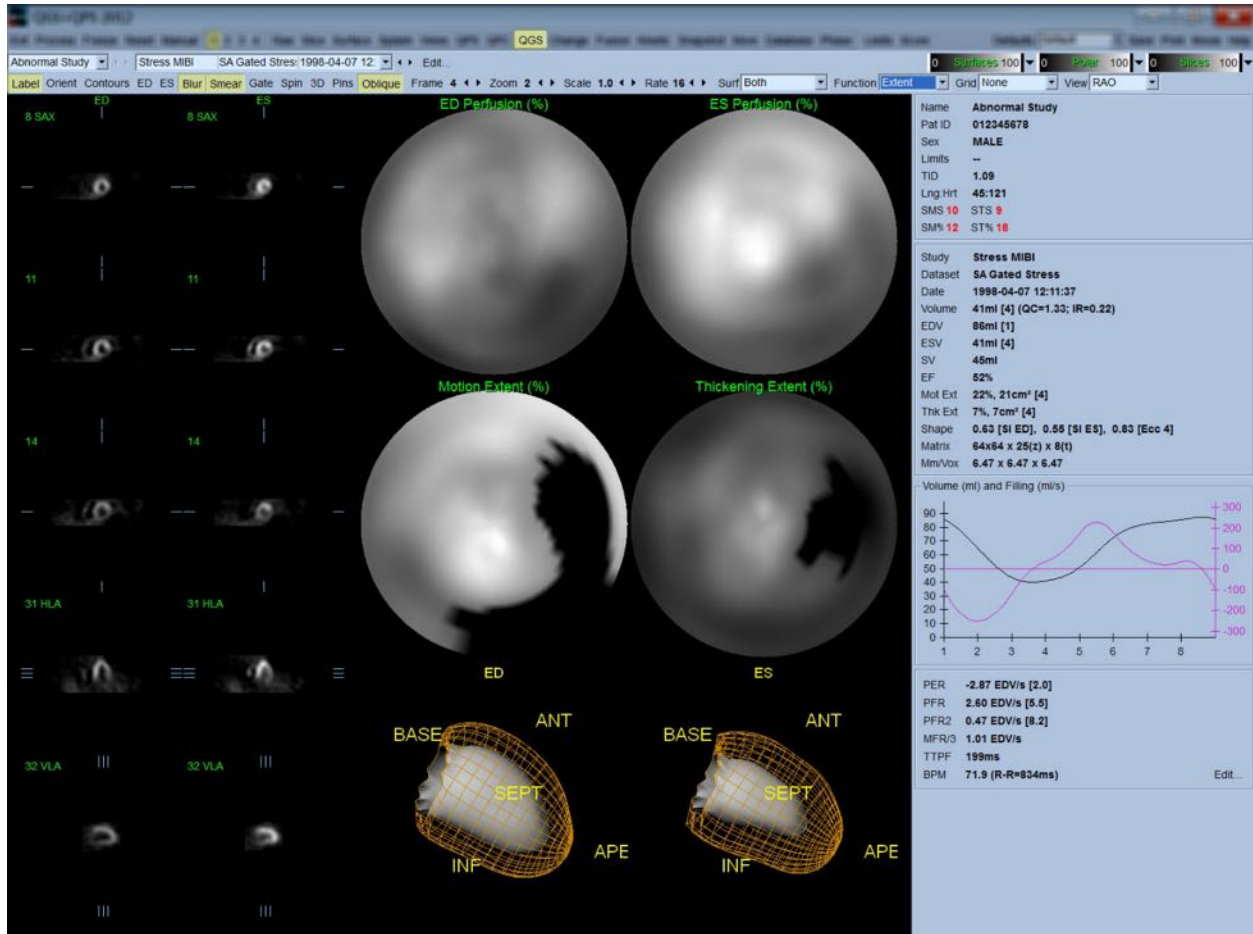 QGS
Abnormal Study Stress MIBI SA Gated Stres: 1998-04-07 12: Edit...
0 Surfaces 100 0 Polar 100 0 Slices 100
Label Orient Contours ED ES Blur Smear Gate Spin 3D Pins Oblique Frame 4 Zoom 2 Scale 1.0 Rate 16 Surf Both Function Extent Grid None View RAO
ED ES
8 SAX 8 SAX
11 11
14 14
31 HLA 31 HLA
32 VLA 32 VLA
ED Perfusion (%) ES Perfusion (%)
Motion Extent (%) Thickening Extent (%)
ED ES
BASE ANT SEPT INF APE
BASE ANT SEPT INF APE
Name Abnormal Study
Pat ID 012345678
Sex MALE
Limits --
TID 1.09
Lng:Hrt 45:121
SMS 10 STS 9
SM% 12 ST% 18
Study Stress MIBI
Dataset SA Gated Stress
Date 1998-04-07 12:11:37
Volume 41ml [4] (QC=1.33; IR=0.22)
EDV 86ml [1]
ESV 41ml [4]
SV 45ml
EF 52%
Mot Ext 22%, 21cm² [4]
Thk Ext 7%, 7cm² [4]
Shape 0.63 [SI ED], 0.55 [SI ES], 0.83 [Ecc 4]
Matrix 64x64 x 25(z) x 8(t)
Mm/Vox 6.47 x 6.47 x 6.47
Volume (ml) and Filling (ml/s)
90 80 70 60 50 40 30 20 10 0
300 200 100 0 -100 -200 -300
1 2 3 4 5 6 7 8
PER -2.87 EDV/s [2.0]
PFR 2.60 EDV/s [5.5]
PFR2 0.47 EDV/s [8.2]
MFR/3 1.01 EDV/s
TTPF 199ms
BPM 71.9 (R-R=834ms) Edit...